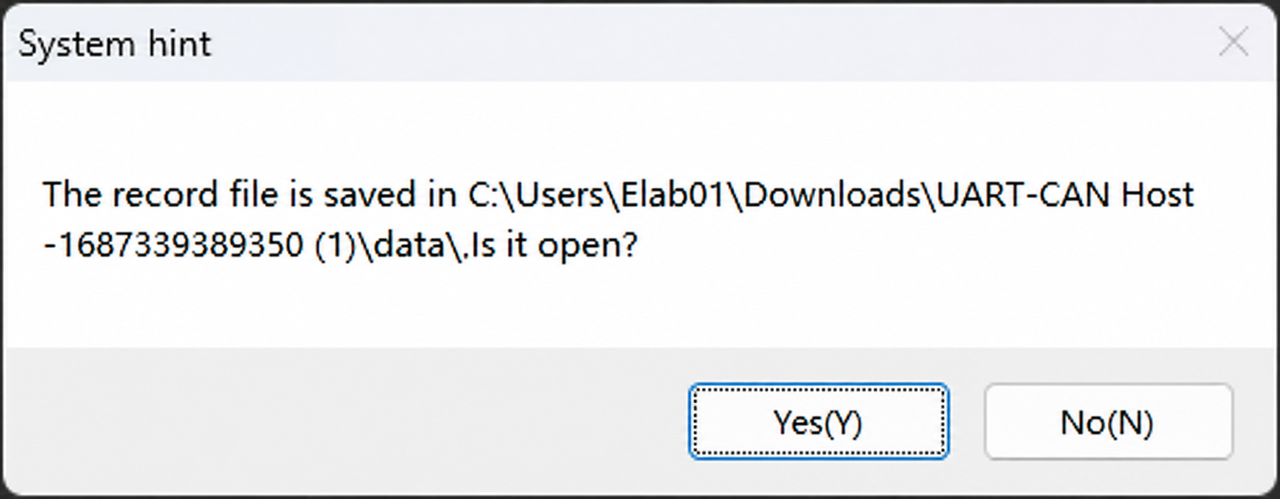 System hint
The record file is saved in C:\Users\Elab01\Downloads\UART-CAN Host
-1687339389350 (1)\data\,Is it open?
Yes(Y)
No(N)